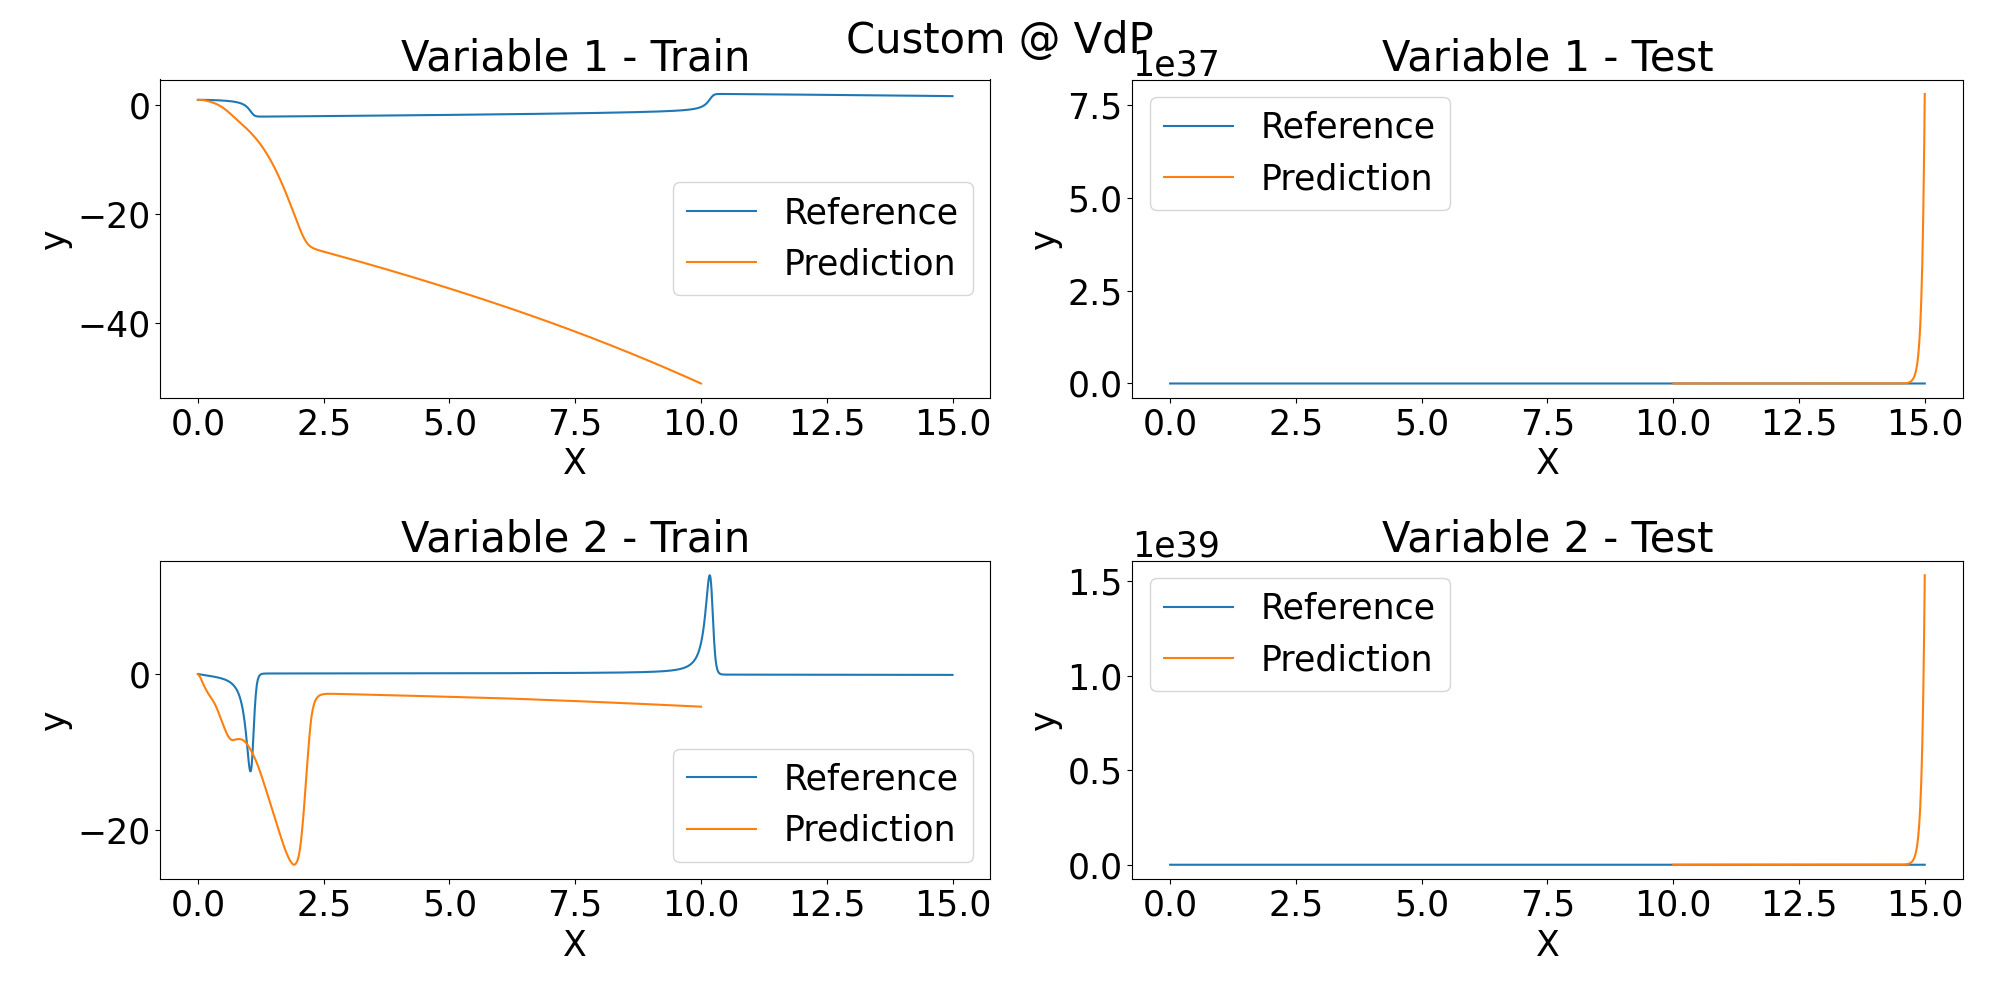 Custom @ VdP
Variable 1 - Train
0
−20
−40
y
Reference
Prediction
0.0 2.5 5.0 7.5 10.0 12.5 15.0
X
Variable 1 - Test
1e37
7.5
5.0
2.5
0.0
y
Reference
Prediction
0.0 2.5 5.0 7.5 10.0 12.5 15.0
X
Variable 2 - Train
0
−20
y
Reference
Prediction
0.0 2.5 5.0 7.5 10.0 12.5 15.0
X
Variable 2 - Test
1e39
1.5
1.0
0.5
0.0
y
Reference
Prediction
0.0 2.5 5.0 7.5 10.0 12.5 15.0
X